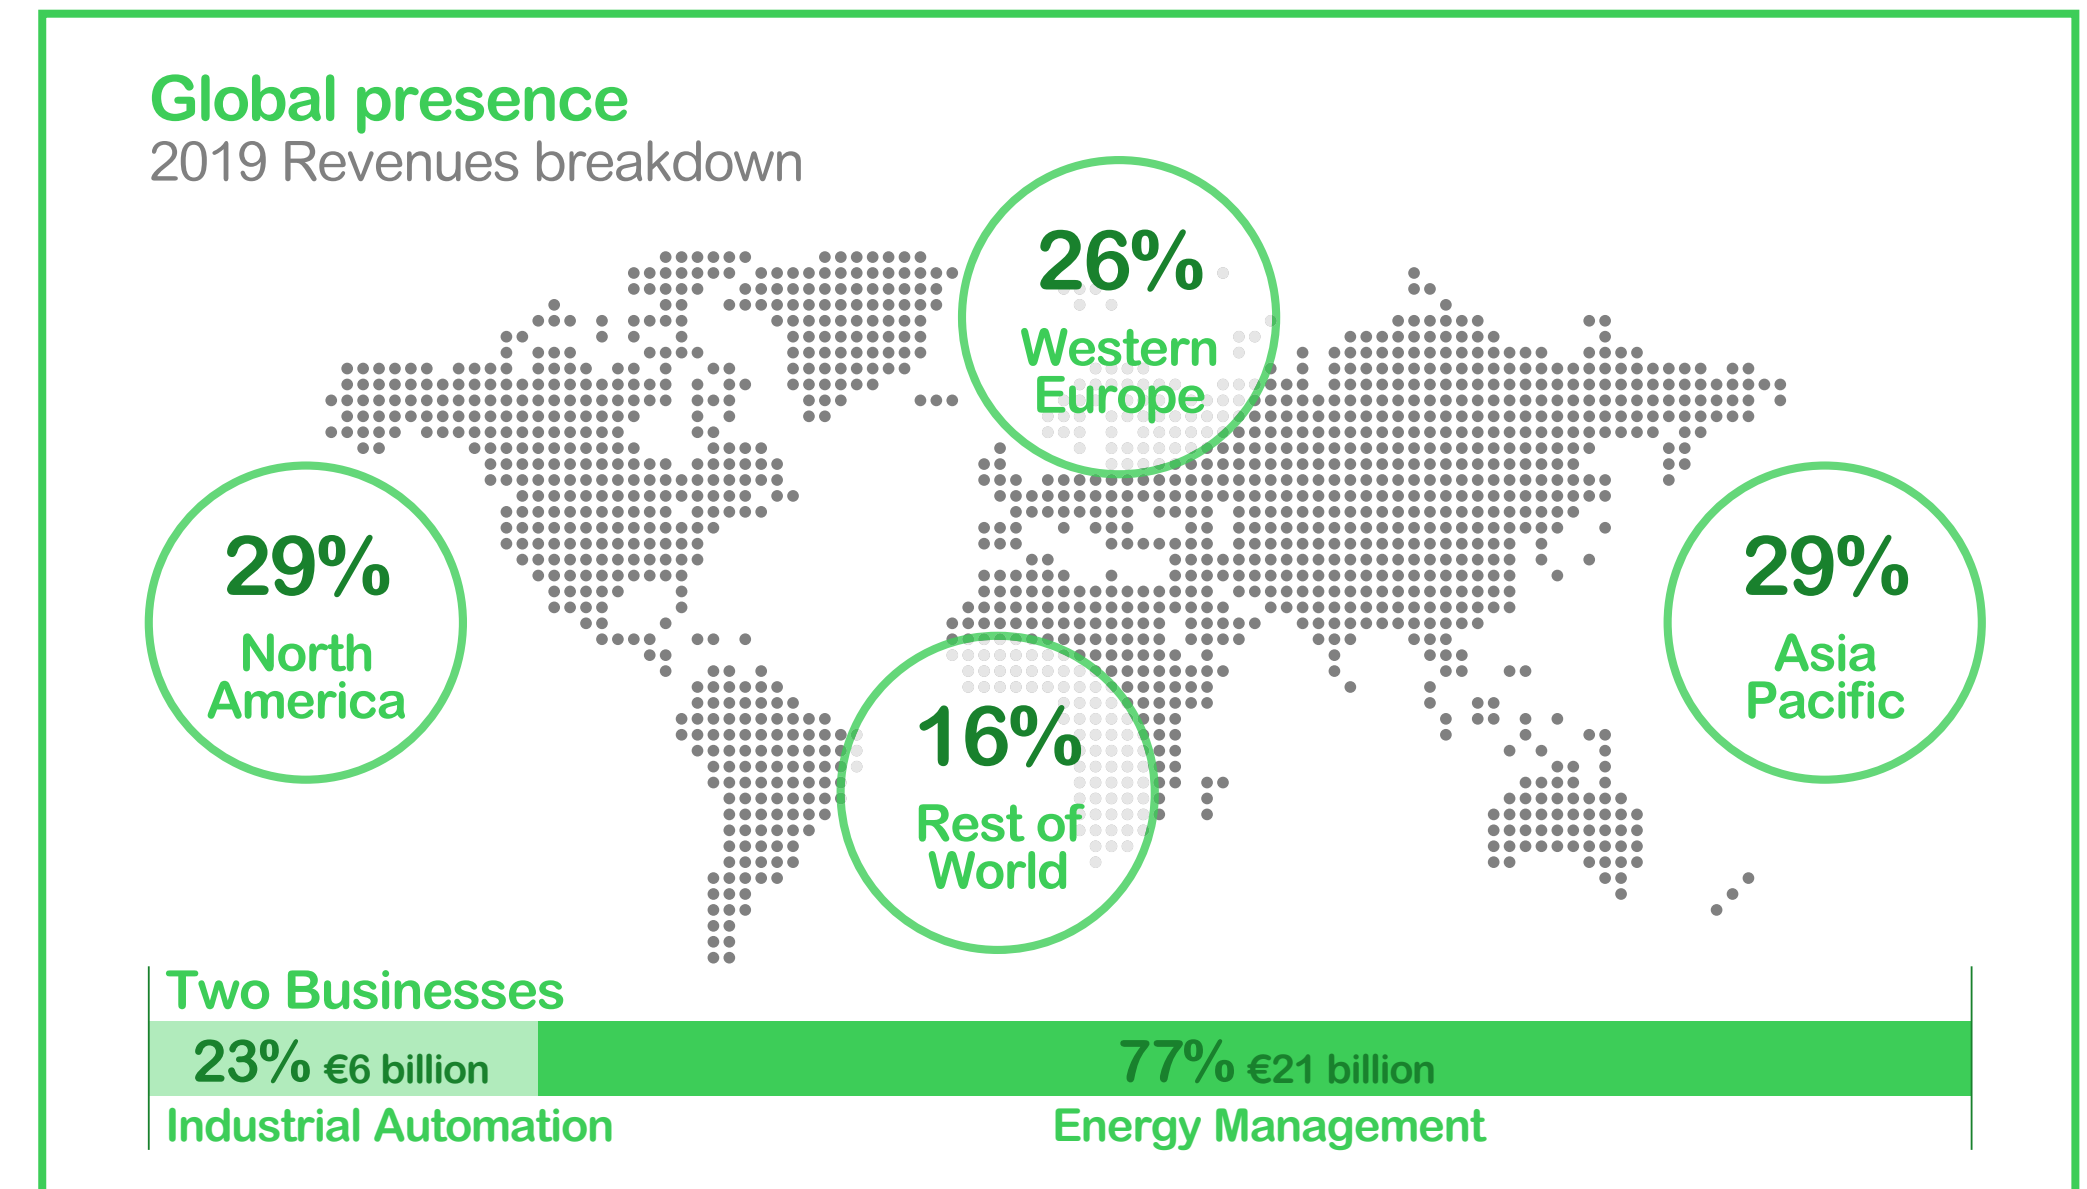 Global presence
2019 Revenues breakdown
26%
Western
Europe
29%
North
America
29%
Asia
Pacific
16%
Rest of
World
Two Businesses
23% €6 billion
77% €21 billion
Industrial Automation
Energy Management